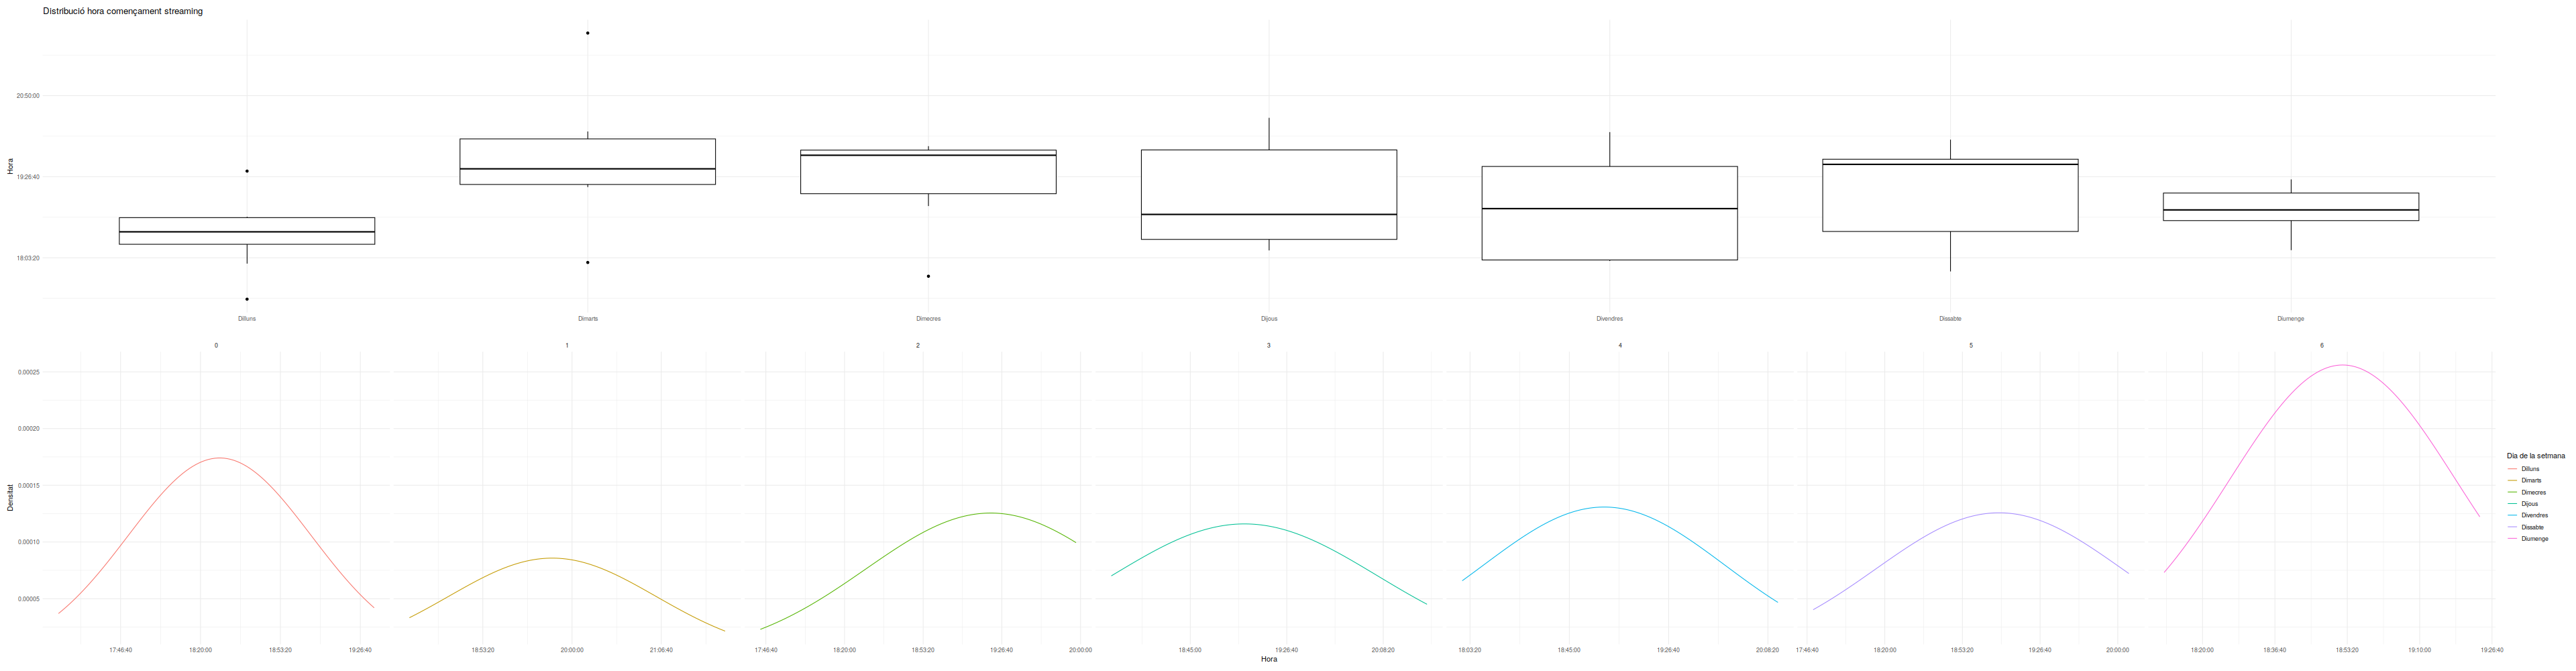 Distribució hora començament streaming
Hora
20:50:00
19:26:40
18:03:20
Dilluns Dimarts Dimecres Dijous Divendres Dissabte Diumenge
0 1 2 3 4 5 6
Densitat
0.00025
0.00020
0.00015
0.00010
0.00005
17:46:40 18:20:00 18:53:20 19:26:40 18:53:20 20:00:00 21:06:40 17:46:40 18:20:00 18:53:20 19:26:40 20:00:00 18:45:00 19:26:40 20:08:20 18:03:20 18:45:00 19:26:40 20:08:20 17:46:40 18:20:00 18:53:20 19:26:40 20:00:00 18:20:00 18:36:40 18:53:20 19:10:00 19:26:40
Hora
Dia de la setmana
Dilluns
Dimarts
Dimecres
Dijous
Divendres
Dissabte
Diumenge